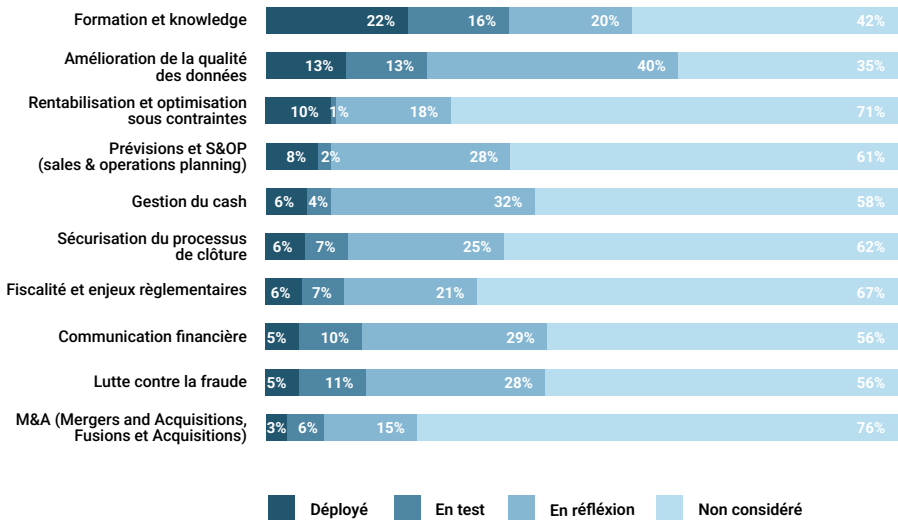 Formation et knowledge
22% 16% 20% 42%
Amélioration de la qualité
des données
13% 13% 40% 35%
Rentabilisation et optimisation
sous contraintes
10% 1% 18% 71%
Prévisions et S&OP
(sales & operations planning)
8% 2% 28% 61%
Gestion du cash
6% 4% 32% 58%
Sécurisation du processus
de clôture
6% 7% 25% 62%
Fiscalité et enjeux règlementaires
6% 7% 21% 67%
Communication financière
5% 10% 29% 56%
Lutte contre la fraude
5% 11% 28% 56%
M&A (Mergers and Acquisitions,
Fusions et Acquisitions)
3% 6% 15% 76%
Déployé En test En réfléxion Non considéré